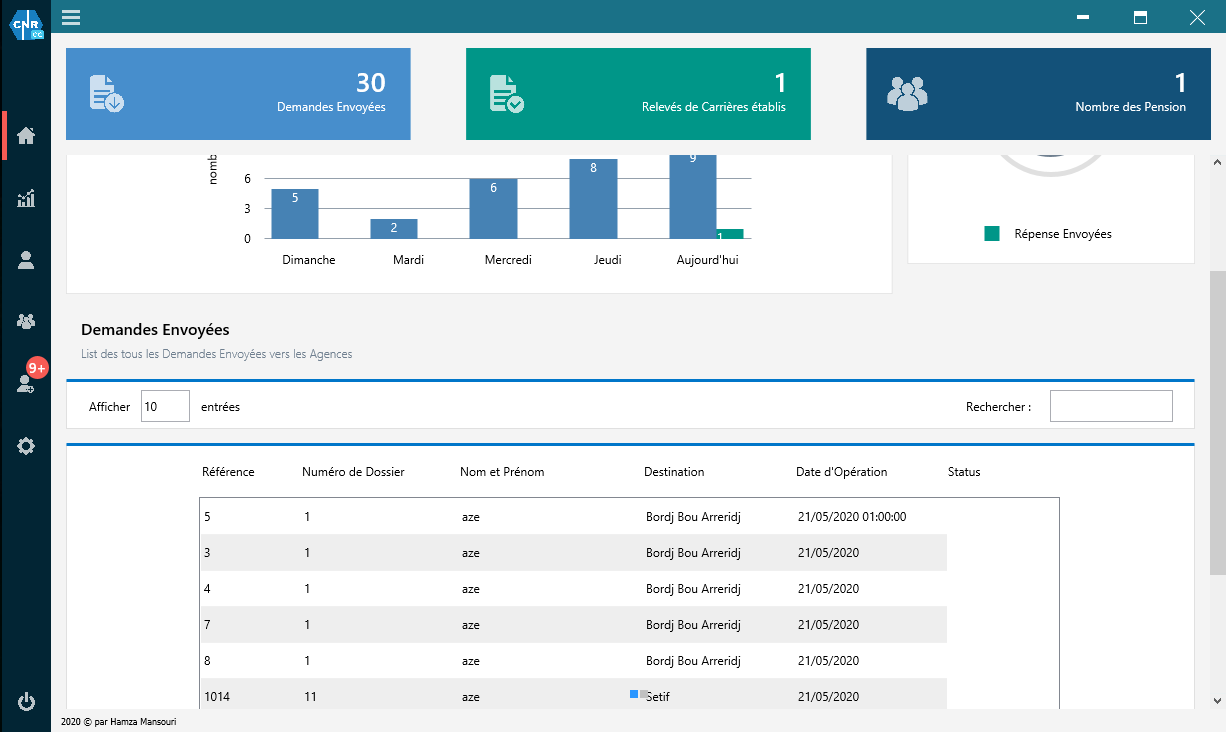 CNR
CC
30
Demandes Envoyées
1
Relevés de Carrières établis
1
Nombre des Pension
nomb
6
3
0
5
2
6
8
9
1
Dimanche
Mardi
Mercredi
Jeudi
Aujourd'hui
Répense Envoyées
9+
Demandes Envoyées
List des tous les Demandes Envoyées vers les Agences
Afficher 10 entrées Rechercher :
Référence Numéro de Dossier Nom et Prénom Destination Date d'Opération Status
5 1 aze Bordj Bou Arreridj 21/05/2020 01:00:00
3 1 aze Bordj Bou Arreridj 21/05/2020
4 1 aze Bordj Bou Arreridj 21/05/2020
7 1 aze Bordj Bou Arreridj 21/05/2020
8 1 aze Bordj Bou Arreridj 21/05/2020
1014 11 aze Setif 21/05/2020
2020 © par Hamza Mansouri